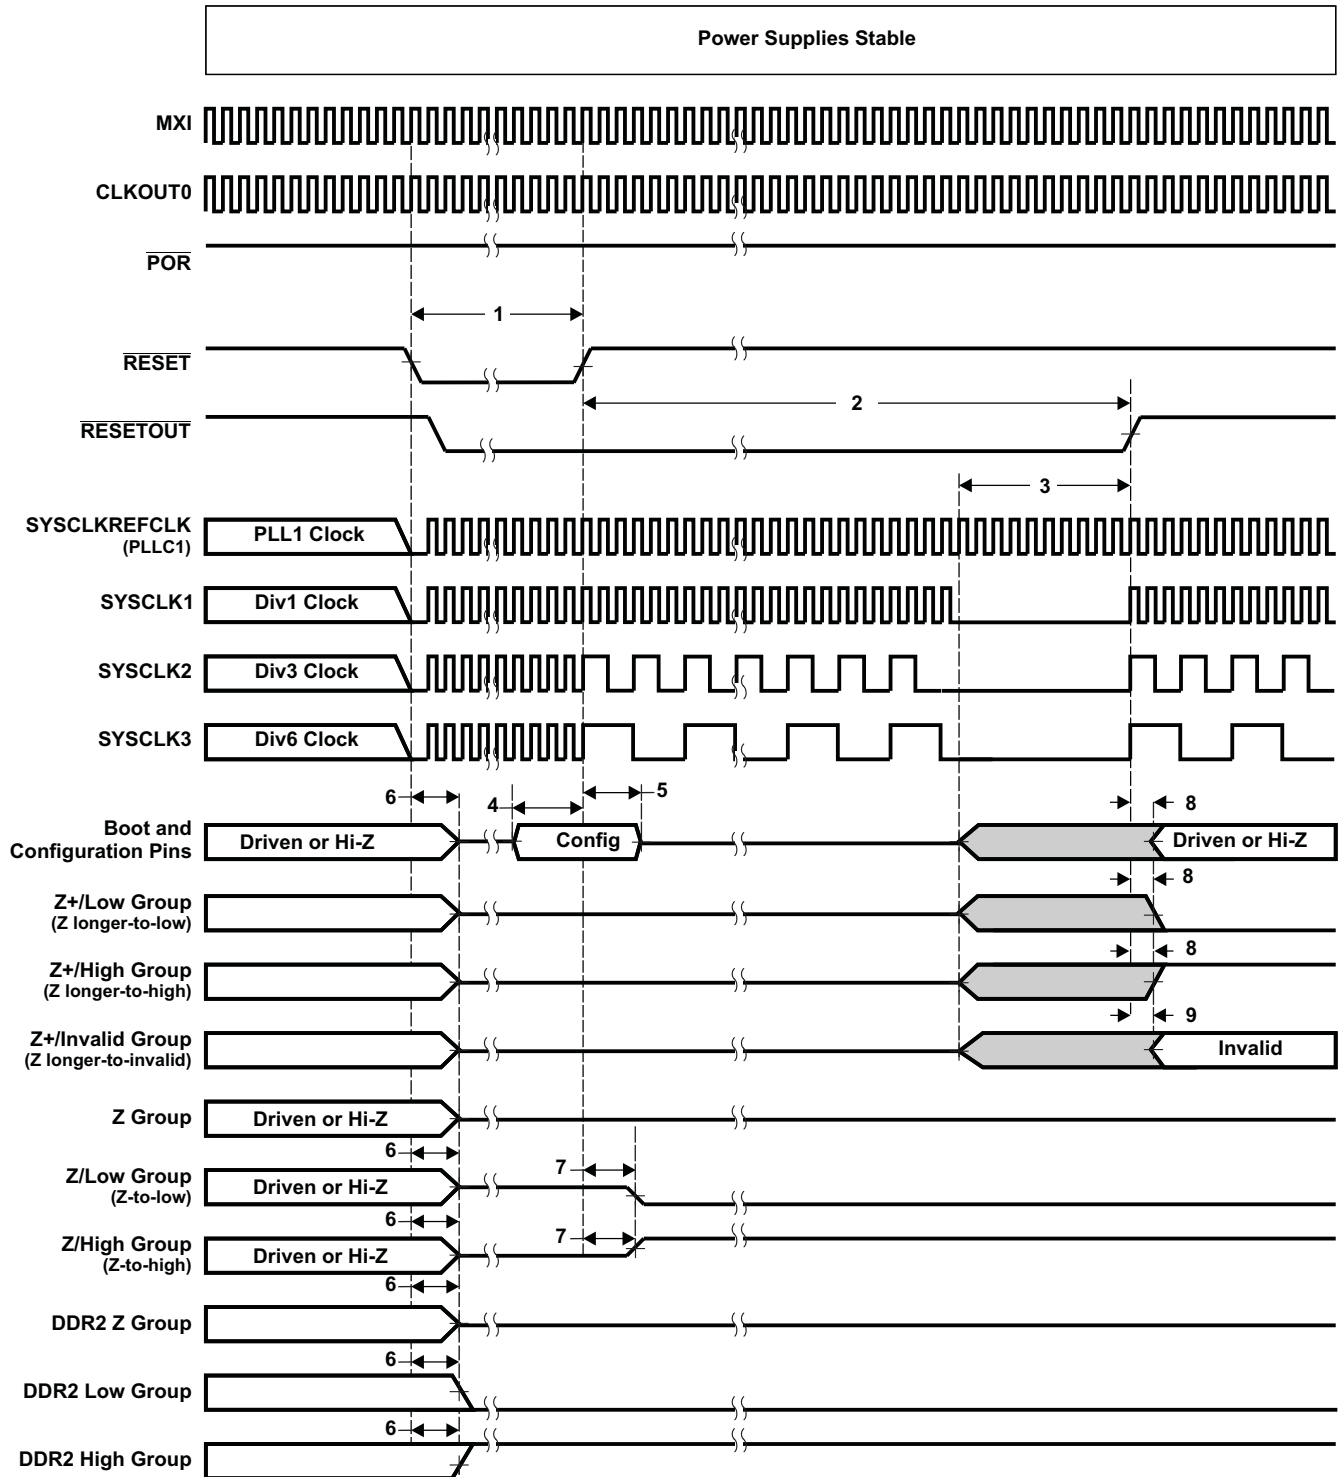 Power Supplies Stable
MXI
CLKOUT0
POR
1
RESET
2
RESETOUT
3
SYSCLKREFCLK
(PLLC1)
PLL1 Clock
SYSCLK1
Div1 Clock
SYSCLK2
Div3 Clock
SYSCLK3
Div6 Clock
6
4
5
8
Boot and
Configuration Pins
Driven or Hi-Z
Config
Driven or Hi-Z
8
Z+/Low Group
(Z longer-to-low)
8
Z+/High Group
(Z longer-to-high)
9
Z+/Invalid Group
(Z longer-to-invalid)
Invalid
Z Group
Driven or Hi-Z
6
7
Z/Low Group
(Z-to-low)
Driven or Hi-Z
6
7
Z/High Group
(Z-to-high)
Driven or Hi-Z
6
DDR2 Z Group
6
DDR2 Low Group
6
DDR2 High Group